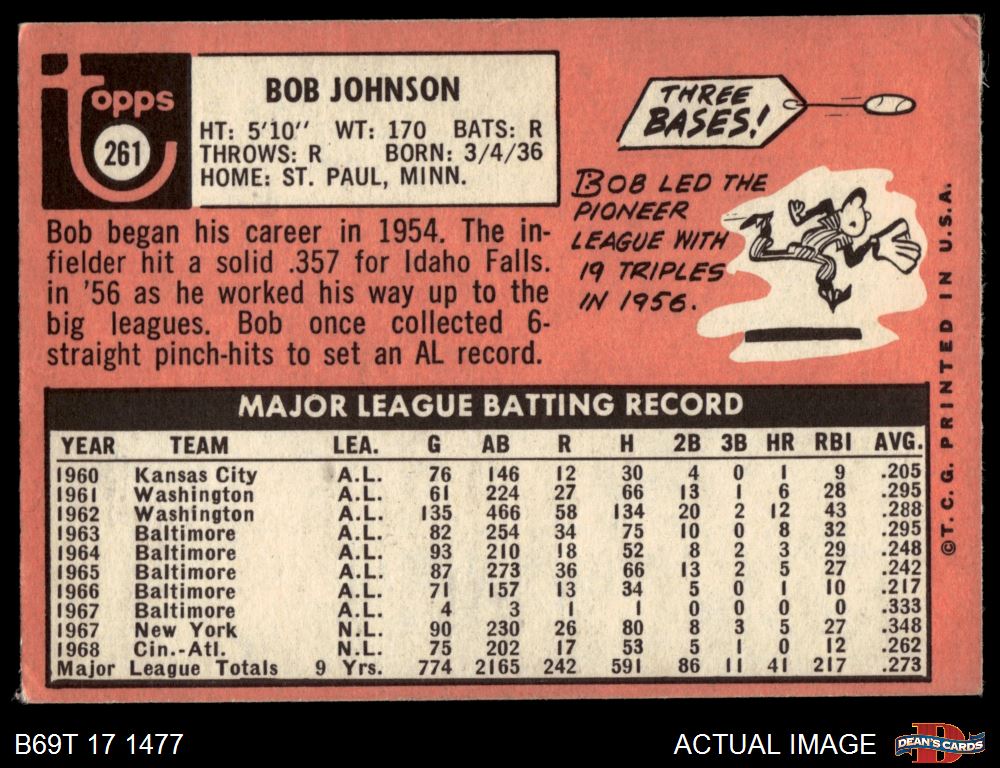 topps
261
BOB JOHNSON
HT: 5'10" WT: 170 BATS: R
THROWS: R BORN: 3/4/36
HOME: ST. PAUL, MINN.
Bob began his career in 1954. The in-
fielder hit a solid .357 for Idaho Falls.
in '56 as he worked his way up to the
big leagues. Bob once collected 6-
straight pinch-hits to set an AL record.
THREE
BASES!
BOB LED THE
PIONEER
LEAGUE WITH
19 TRIPLES
IN 1956.
©T.C.G. PRINTED IN U.S.A.
MAJOR LEAGUE BATTING RECORD
YEAR TEAM LEA. G AB R H 2B 3B HR RBI AVG.
1960 Kansas City A.L. 76 146 12 30 4 0 1 9 .205
1961 Washington A.L. 61 224 27 66 13 1 6 28 .295
1962 Washington A.L. 135 466 58 134 20 2 12 43 .288
1963 Baltimore A.L. 82 254 34 75 10 0 8 32 .295
1964 Baltimore A.L. 93 210 18 52 8 2 3 29 .248
1965 Baltimore A.L. 87 273 36 66 13 2 5 27 .242
1966 Baltimore A.L. 71 157 13 34 5 0 1 10 .217
1967 Baltimore A.L. 4 3 1 1 0 0 0 0 .333
1967 New York N.L. 90 230 26 80 8 3 5 27 .348
1968 Cin.-Atl. N.L. 75 202 17 53 5 1 0 12 .262
Major League Totals 9 Yrs. 774 2165 242 591 86 11 41 217 .273
B69T 17 1477
ACTUAL IMAGE
D
DEAN'S CARDS